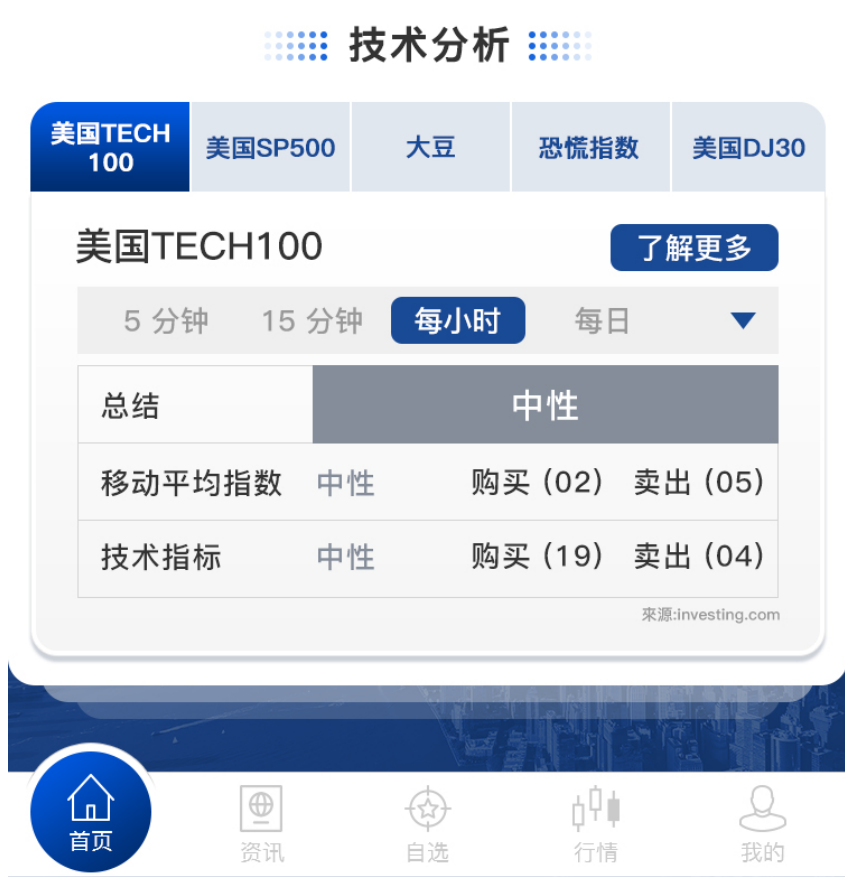 技术分析
美国TECH
100
美国SP500
大豆
恐慌指数
美国DJ30
美国TECH100
了解更多
5 分钟 15 分钟 每小时 每日
总结 中性
移动平均指数 中性 购买 (02) 卖出 (05)
技术指标 中性 购买 (19) 卖出 (04)
來源:investing.com
首页 资讯 自选 行情 我的